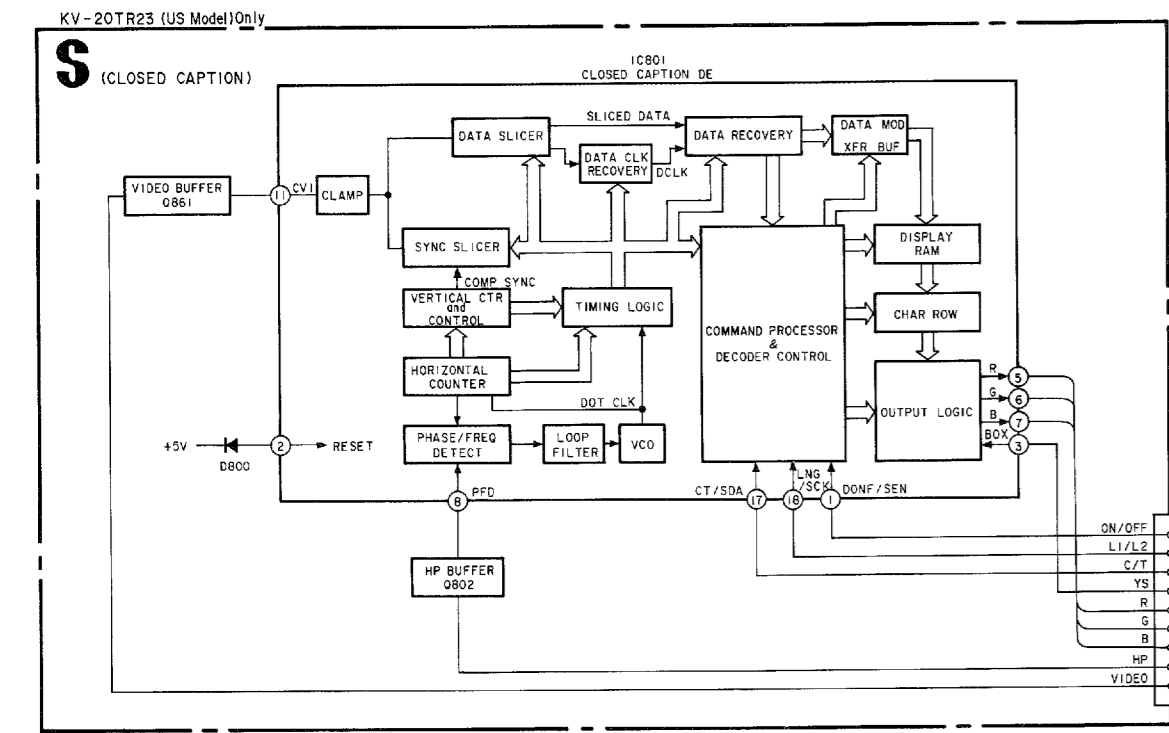 KV-20TR23 (US Model)Only
S (CLOSED CAPTION)
IC801
CLOSED CAPTION DE
SLICED DATA
DATA SLICER
DATA RECOVERY
DATA MOD
XFR BUF
DATA CLK
RECOVERY
DCLK
VIDEO BUFFER
Q861
11
CVI
CLAMP
SYNC SLICER
DISPLAY
RAM
COMP SYNC
VERTICAL CTR
and
CONTROL
TIMING LOGIC
CHAR ROW
COMMAND PROCESSOR
&
DECODER CONTROL
HORIZONTAL
COUNTER
DOT CLK
OUTPUT LOGIC
R
5
G
6
B
7
BOX
3
+5V
D800
2
RESET
PHASE/FREQ
DETECT
LOOP
FILTER
VCO
8
PFD
CT/SDA
17
LNG
/SCK
18
1
DONF/SEN
HP BUFFER
Q802
ON/OFF
L1/L2
C/T
YS
R
G
B
HP
VIDEO